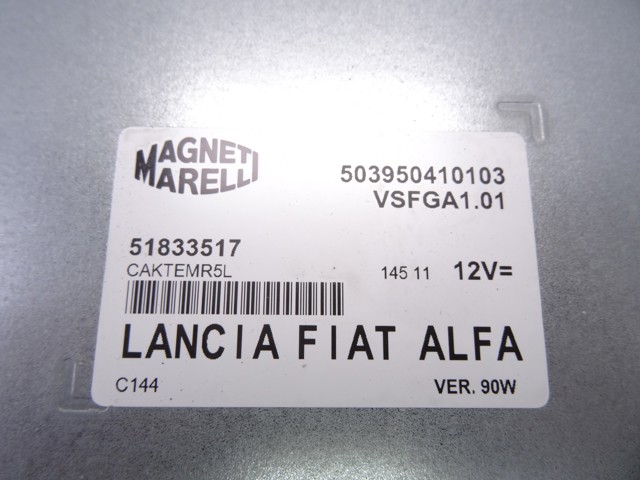 MAGNETI
MARELLI
503950410103
VSFGA1.01
51833517
CAKTEMR5L
145 11 12V=
LANCIA FIAT ALFA
C144 VER. 90W